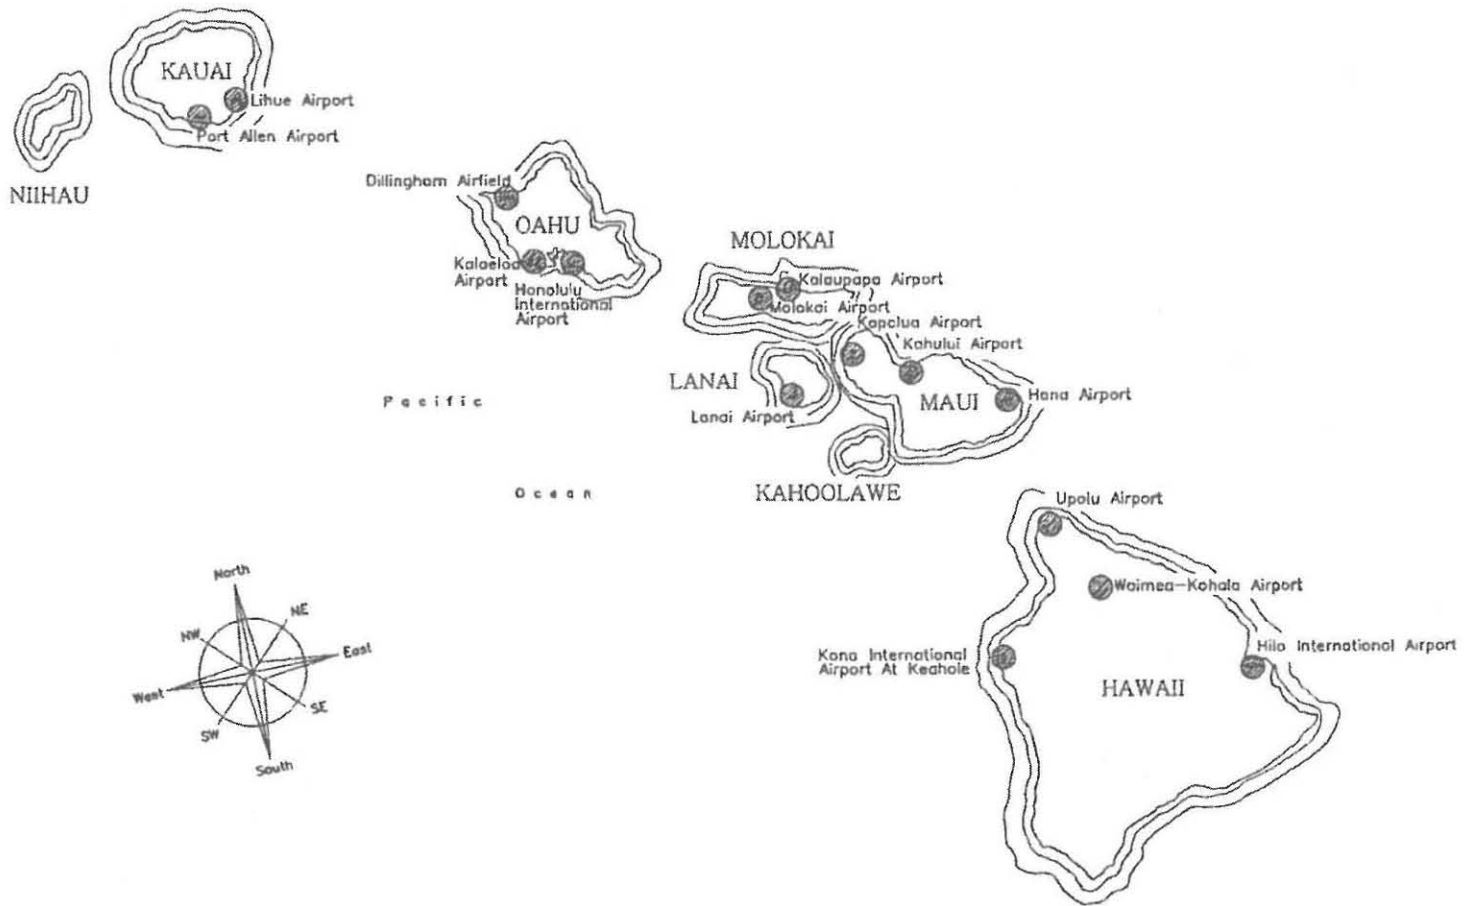 KAUAI
Lihue Airport
Port Allen Airport
NIIHAU
Dillingham Airfield
OAHU
Kalaeloa
Airport
Honolulu
International
Airport
MOLOKAI
Kalaupapa Airport
Molokai Airport
Kapalua Airport
Kahului Airport
LANAI
Lanai Airport
MAUI
Hana Airport
KAHOOLAWE
Pacific
Ocean
Upolu Airport
Waimea-Kohala Airport
Kona International
Airport At Keahole
Hilo International Airport
HAWAII
North
NE
NW
East
West
SE
SW
South